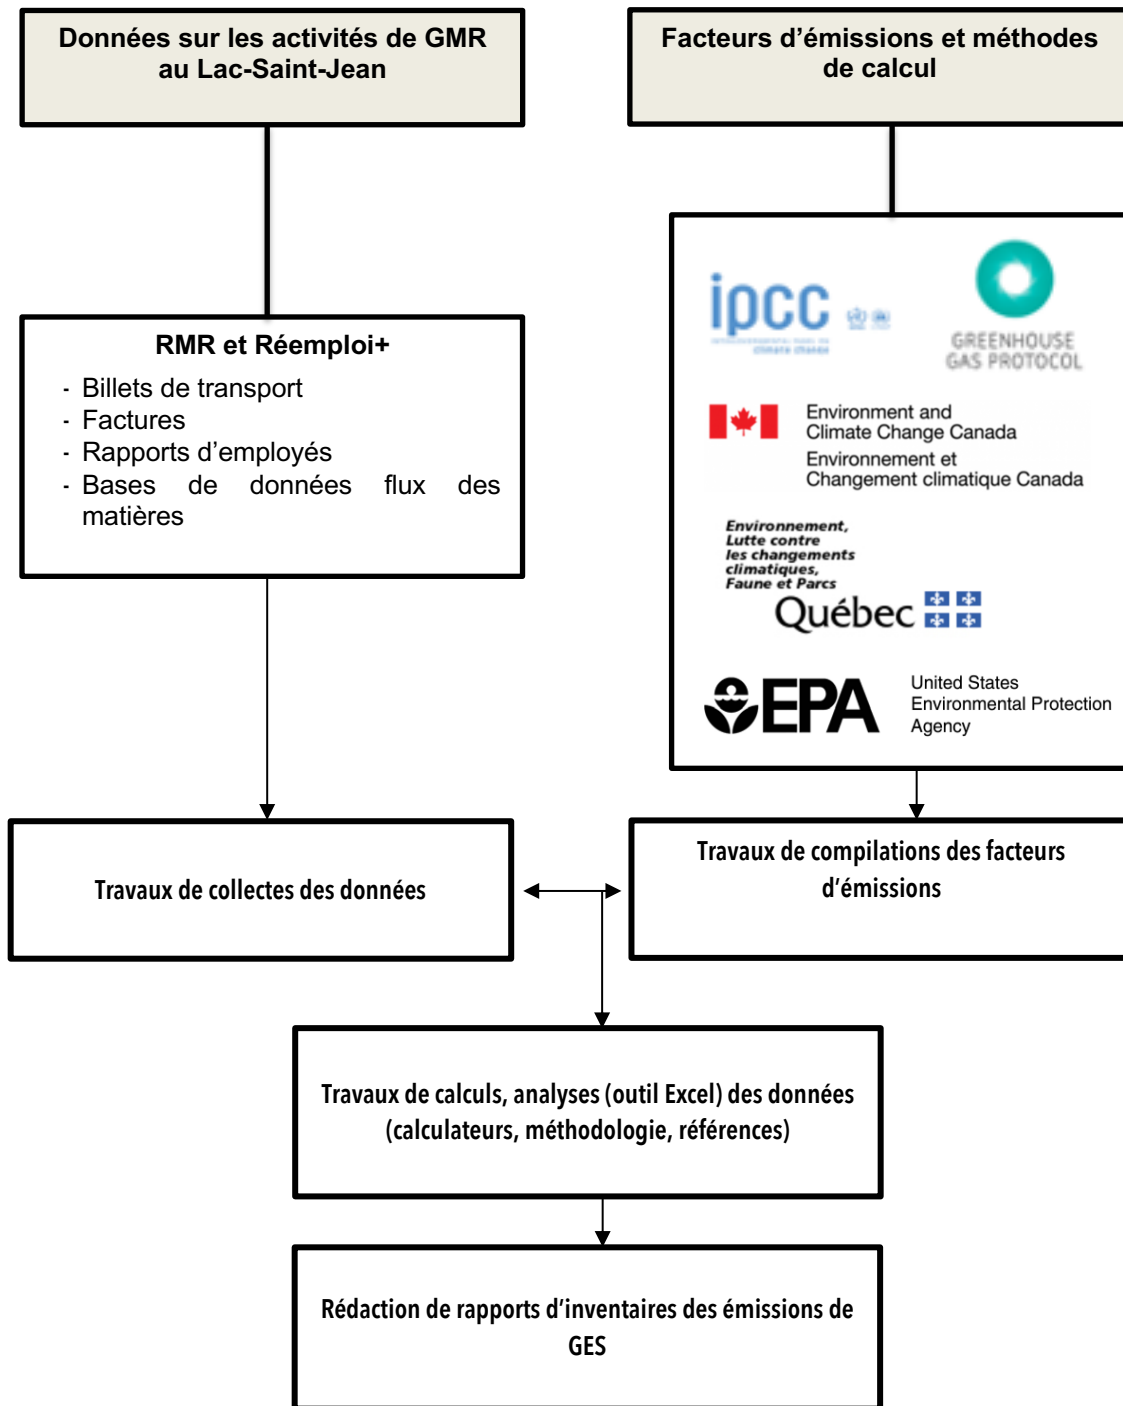 Données sur les activités de GMR
au Lac-Saint-Jean
Facteurs d'émissions et méthodes
de calcul
RMR et Réemploi+
- Billets de transport
- Factures
- Rapports d'employés
- Bases de données flux des
matières
ipcc
climate change
GREENHOUSE
GAS PROTOCOL
Environment and
Climate Change Canada
Environnement et
Changement climatique Canada
Environnement,
Lutte contre
les changements
climatiques,
Faune et Parcs
Québec
EPA
United States
Environmental Protection
Agency
Travaux de collectes des données
Travaux de compilations des facteurs
d'émissions
Travaux de calculs, analyses (outil Excel) des données
(calculateurs, méthodologie, références)
Rédaction de rapports d'inventaires des émissions de
GES